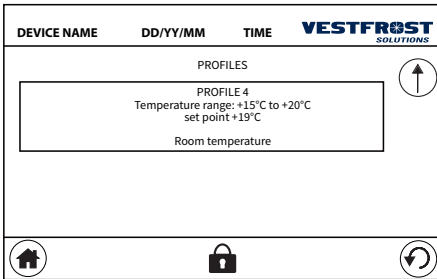 DEVICE NAME DD/YY/MM TIME VESTFROST SOLUTIONS
PROFILES
PROFILE 4
Temperature range: +15°C to +20°C
set point +19°C
Room temperature